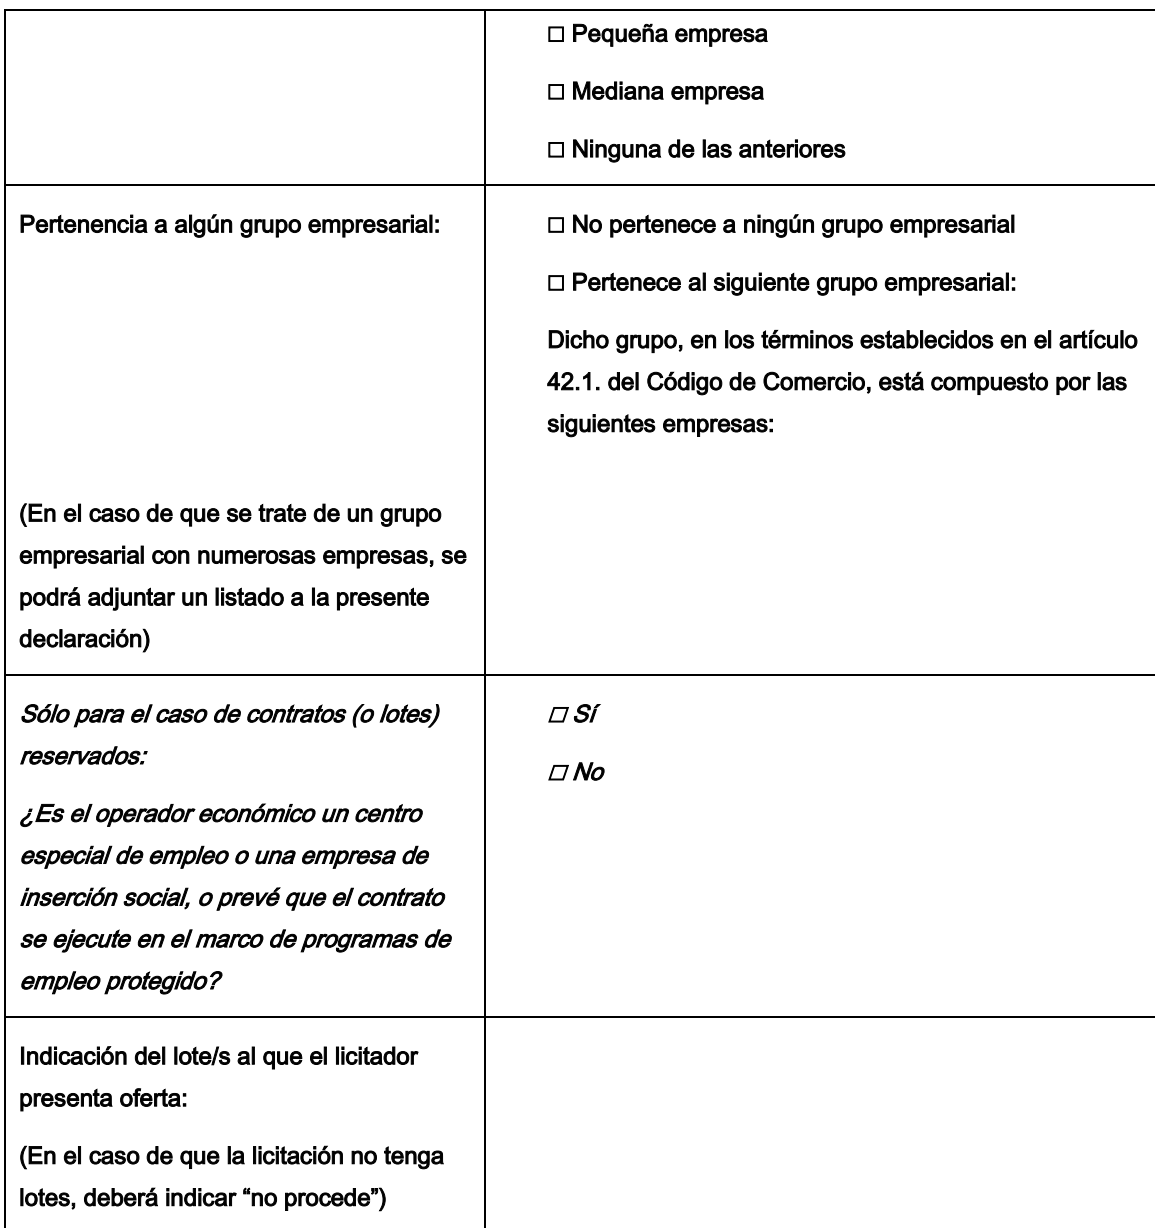 ☐ Pequeña empresa
☐ Mediana empresa
☐ Ninguna de las anteriores
Pertenencia a algún grupo empresarial:
(En el caso de que se trate de un grupo
empresarial con numerosas empresas, se
podrá adjuntar un listado a la presente
declaración)
☐ No pertenece a ningún grupo empresarial
☐ Pertenece al siguiente grupo empresarial:
Dicho grupo, en los términos establecidos en el artículo
42.1. del Código de Comercio, está compuesto por las
siguientes empresas:
Sólo para el caso de contratos (o lotes)
reservados:
¿Es el operador económico un centro
especial de empleo o una empresa de
inserción social, o prevé que el contrato
se ejecute en el marco de programas de
empleo protegido?
☐ Sí
☐ No
Indicación del lote/s al que el licitador
presenta oferta:
(En el caso de que la licitación no tenga
lotes, deberá indicar “no procede”)